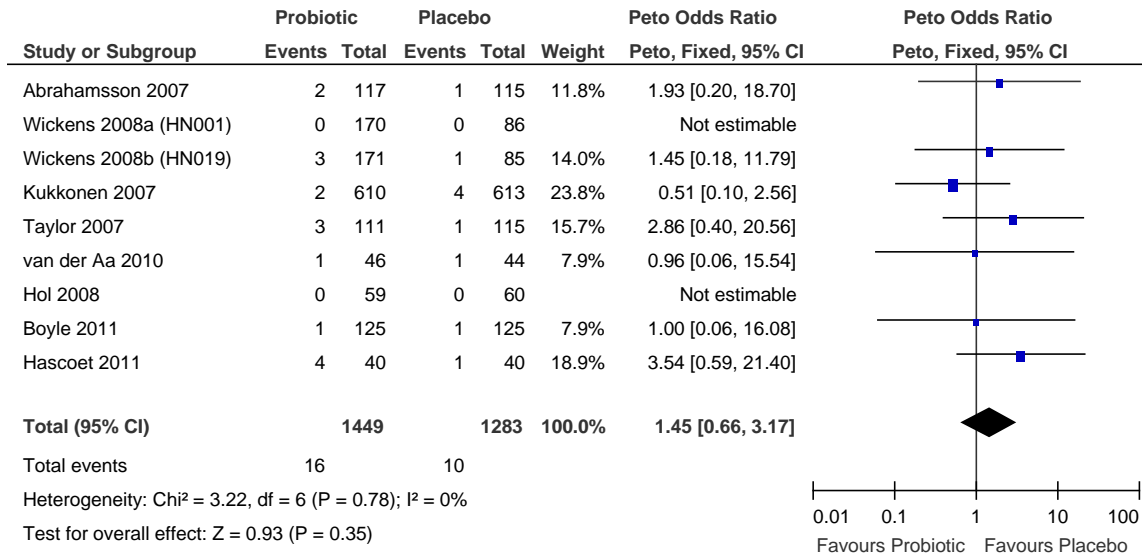 Probiotic Placebo Peto Odds Ratio Peto Odds Ratio
Study or Subgroup Events Total Events Total Weight Peto, Fixed, 95% CI Peto, Fixed, 95% CI
Abrahamsson 2007 2 117 1 115 11.8% 1.93 [0.20, 18.70]
Wickens 2008a (HN001) 0 170 0 86 Not estimable
Wickens 2008b (HN019) 3 171 1 85 14.0% 1.45 [0.18, 11.79]
Kukkonen 2007 2 610 4 613 23.8% 0.51 [0.10, 2.56]
Taylor 2007 3 111 1 115 15.7% 2.86 [0.40, 20.56]
van der Aa 2010 1 46 1 44 7.9% 0.96 [0.06, 15.54]
Hol 2008 0 59 0 60 Not estimable
Boyle 2011 1 125 1 125 7.9% 1.00 [0.06, 16.08]
Hascoet 2011 4 40 1 40 18.9% 3.54 [0.59, 21.40]
Total (95% CI) 1449 1283 100.0% 1.45 [0.66, 3.17]
Total events 16 10
Heterogeneity: Chi² = 3.22, df = 6 (P = 0.78); I² = 0%
Test for overall effect: Z = 0.93 (P = 0.35)
0.01 0.1 1 10 100
Favours Probiotic Favours Placebo